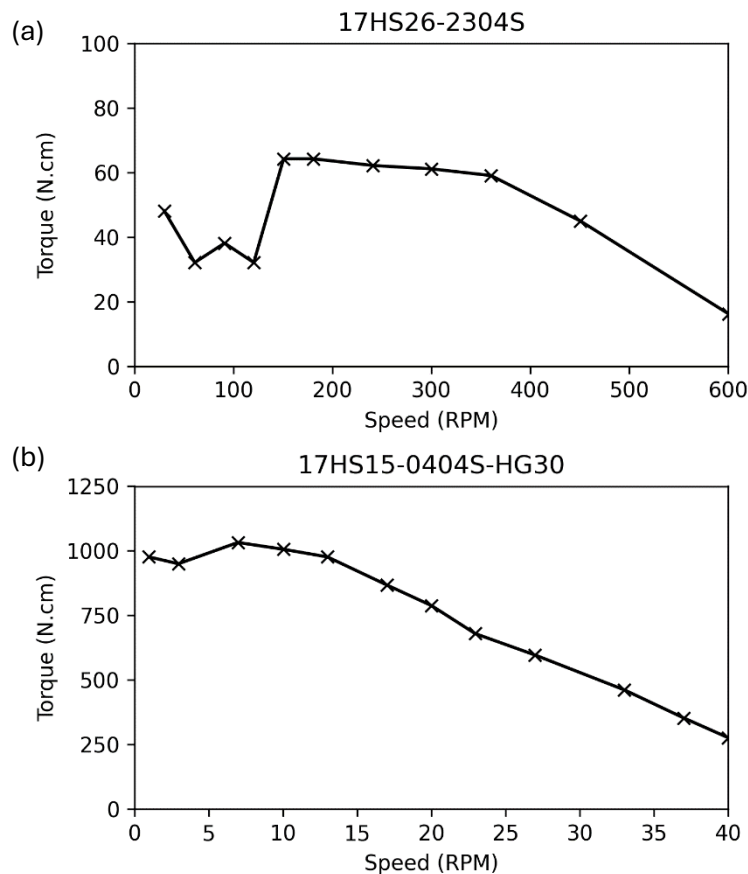 (a)
17HS26-2304S
100
80
60
40
20
0
Torque (N.cm)
0 100 200 300 400 500 600
Speed (RPM)
(b)
17HS15-0404S-HG30
1250
1000
750
500
250
0
Torque (N.cm)
0 5 10 15 20 25 30 35 40
Speed (RPM)